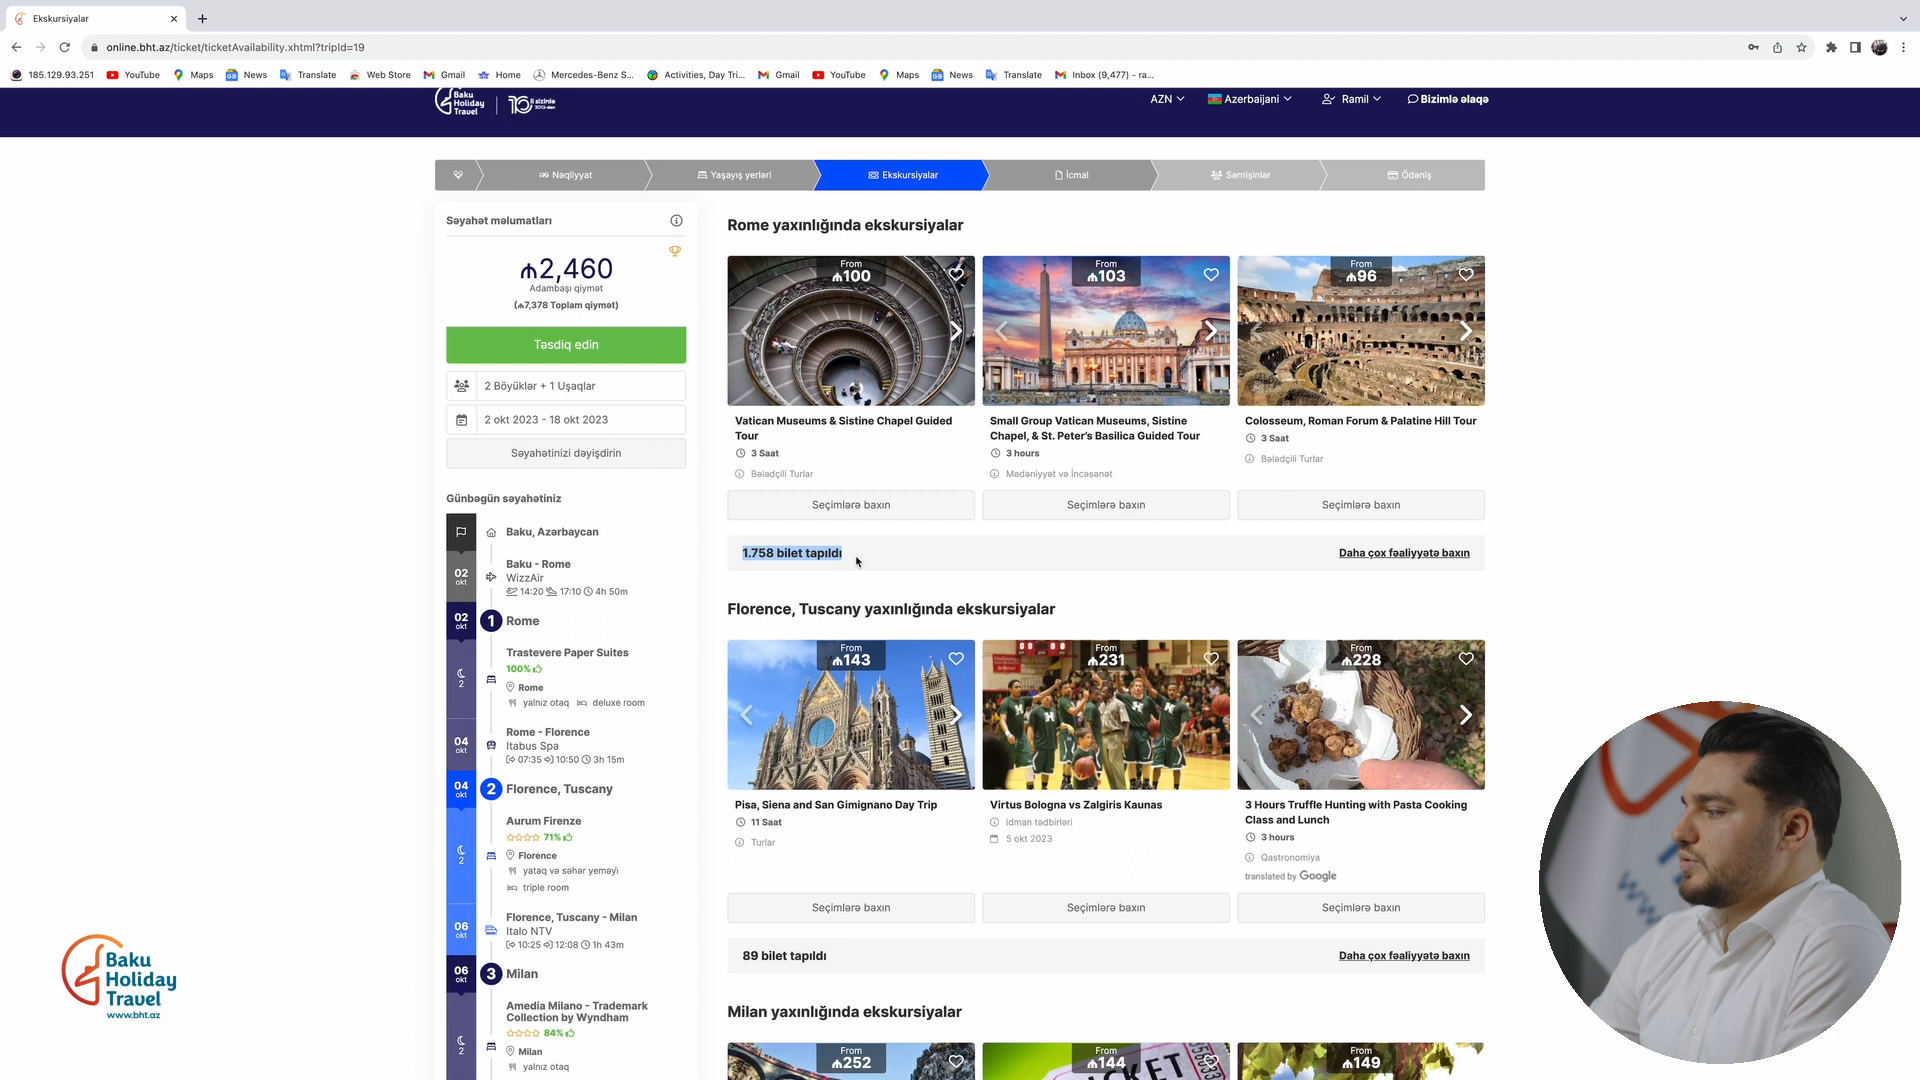 Ekskursiyalar
online.bht.az/ticket/ticketAvailability.xhtml?tripId=19
185.129.93.251 YouTube Maps News Translate Web Store Gmail Home Mercedes-Benz S... Activities, Day Tri... Gmail YouTube Maps News Translate Inbox (9,477) - ra...
Baku
Holiday
Travel
10 il sizinlə
AZN Azerbaijani Ramil Bizimlə əlaqə
Nəqliyyat Yaşayış yerləri Ekskursiyalar İcmal Sərnişinlər Ödəniş
Səyahət məlumatları
₼2,460
Adambaşı qiymət
(₼7,378 Toplam qiymət)
Təsdiq edin
2 Böyüklər + 1 Uşaqlar
2 okt 2023 - 18 okt 2023
Səyahətinizi dəyişdirin
Günbəgün səyahətiniz
Baku, Azərbaycan
02
okt
Baku - Rome
WizzAir
14:20 17:10 4h 50m
02
okt
1 Rome
Trastevere Paper Suites
100%
2
Rome
yalnız otaq deluxe room
04
okt
Rome - Florence
Itabus Spa
07:35 10:50 3h 15m
04
okt
2 Florence, Tuscany
Aurum Firenze
71%
2
Florence
yataq və səhər yeməyi
triple room
06
okt
Florence, Tuscany - Milan
Italo NTV
10:25 12:08 1h 43m
06
okt
3 Milan
Amedia Milano - Trademark
Collection by Wyndham
84%
2
Milan
yalnız otaq
Rome yaxınlığında ekskursiyalar
From
₼100
From
₼103
From
₼96
Vatican Museums & Sistine Chapel Guided
Tour
3 Saat
Bələdçili Turlar
Seçimlərə baxın
Small Group Vatican Museums, Sistine
Chapel, & St. Peter's Basilica Guided Tour
3 hours
Mədəniyyət və İncəsənət
Seçimlərə baxın
Colosseum, Roman Forum & Palatine Hill Tour
3 Saat
Bələdçili Turlar
Seçimlərə baxın
1.758 bilet tapıldı
Daha çox fəaliyyətə baxın
Florence, Tuscany yaxınlığında ekskursiyalar
From
₼143
From
₼231
From
₼228
Pisa, Siena and San Gimignano Day Trip
11 Saat
Turlar
Seçimlərə baxın
Virtus Bologna vs Zalgiris Kaunas
idman tədbirləri
5 okt 2023
Seçimlərə baxın
3 Hours Truffle Hunting with Pasta Cooking
Class and Lunch
3 hours
Qastronomiya
translated by Google
Seçimlərə baxın
89 bilet tapıldı
Daha çox fəaliyyətə baxın
Milan yaxınlığında ekskursiyalar
From
₼252
From
₼144
From
₼149
Baku
Holiday
Travel
www.bht.az